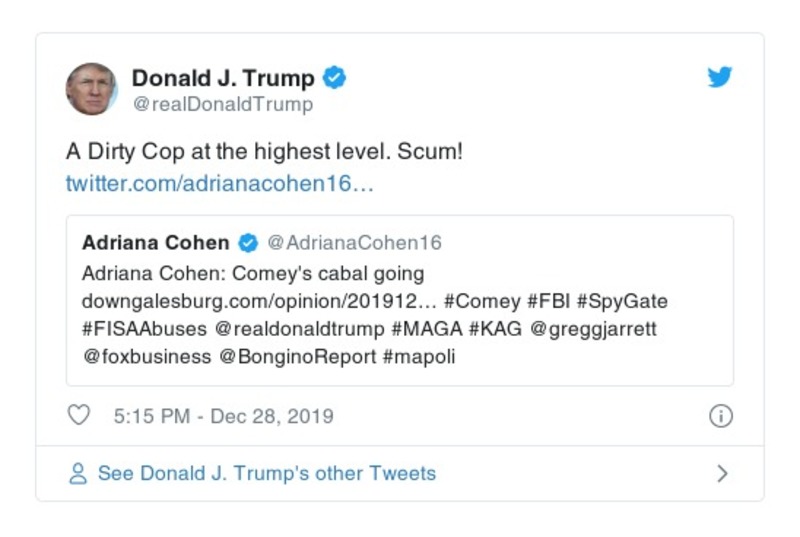 Donald J. Trump
@realDonaldTrump
A Dirty Cop at the highest level. Scum!
twitter.com/adrianacohen16…
Adriana Cohen @AdrianaCohen16
Adriana Cohen: Comey's cabal going
downgalesburg.com/opinion/201912… #Comey #FBI #SpyGate
#FISAAbuses @realdonaldtrump #MAGA #KAG @greggjarrett
@foxbusiness @BonginoReport #mapoli
5:15 PM - Dec 28, 2019
See Donald J. Trump's other Tweets